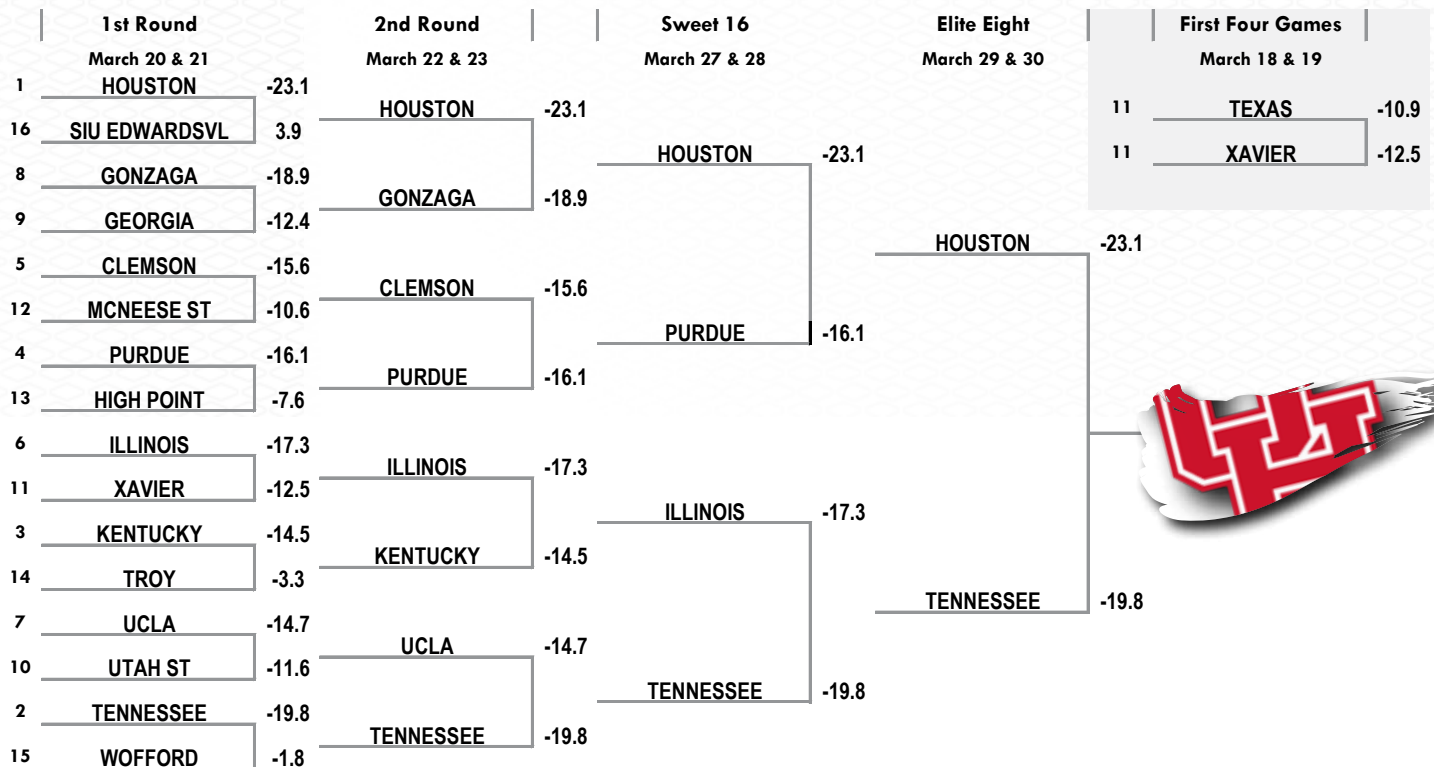 1st Round
March 20 & 21
1 HOUSTON -23.1
16 SIU EDWARDSVL 3.9
8 GONZAGA -18.9
9 GEORGIA -12.4
5 CLEMSON -15.6
12 MCNEESE ST -10.6
4 PURDUE -16.1
13 HIGH POINT -7.6
6 ILLINOIS -17.3
11 XAVIER -12.5
3 KENTUCKY -14.5
14 TROY -3.3
7 UCLA -14.7
10 UTAH ST -11.6
2 TENNESSEE -19.8
15 WOFFORD -1.8
2nd Round
March 22 & 23
HOUSTON -23.1
GONZAGA -18.9
CLEMSON -15.6
PURDUE -16.1
ILLINOIS -17.3
KENTUCKY -14.5
UCLA -14.7
TENNESSEE -19.8
Sweet 16
March 27 & 28
HOUSTON -23.1
PURDUE -16.1
ILLINOIS -17.3
TENNESSEE -19.8
Elite Eight
March 29 & 30
HOUSTON -23.1
TENNESSEE -19.8
First Four Games
March 18 & 19
11 TEXAS -10.9
11 XAVIER -12.5
UH